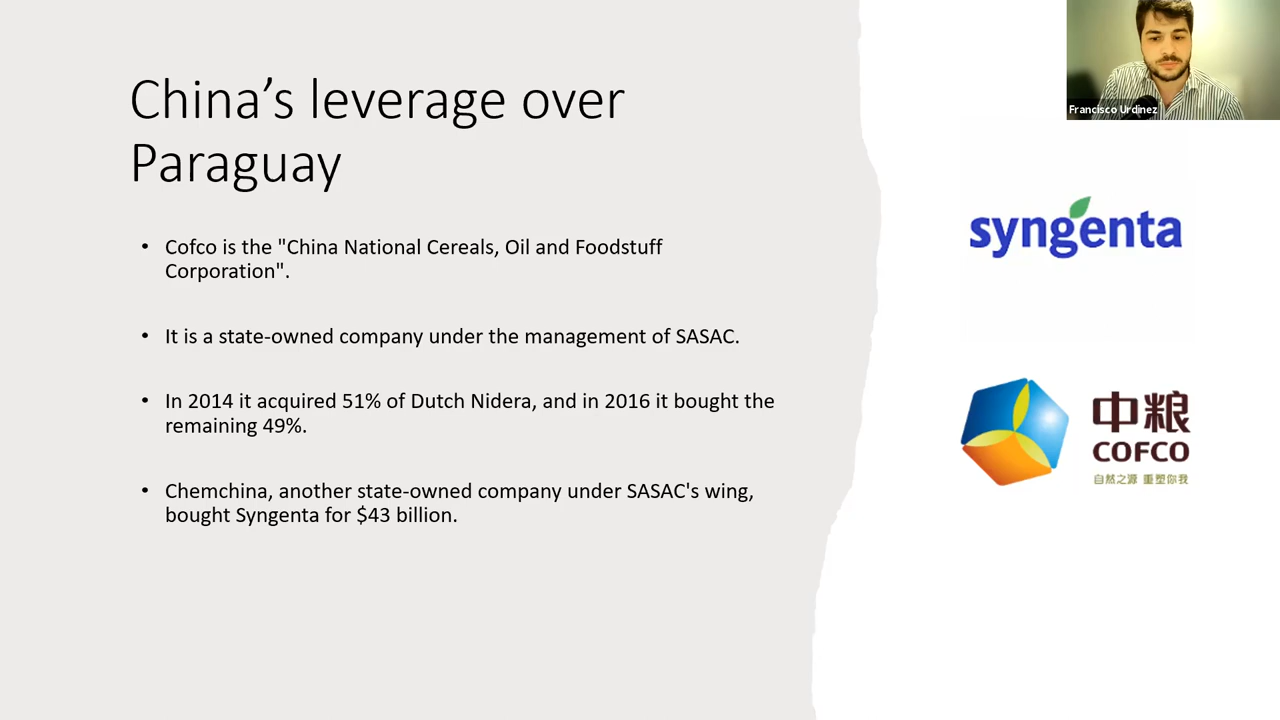 China’s leverage over
Paraguay
• Cofco is the "China National Cereals, Oil and Foodstuff
Corporation".
• It is a state-owned company under the management of SASAC.
• In 2014 it acquired 51% of Dutch Nidera, and in 2016 it bought the
remaining 49%.
• Chemchina, another state-owned company under SASAC's wing,
bought Syngenta for $43 billion.
Francisco Urdinez
syngenta
中粮
COFCO
自然之源 重塑你我